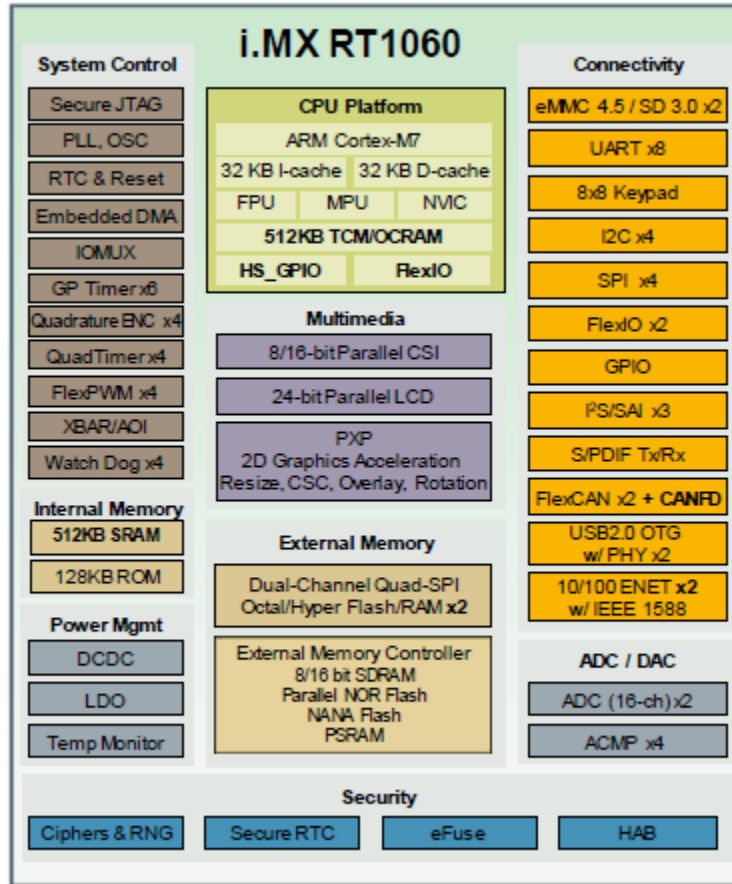 i.MX RT1060
System Control
Secure JTAG
PLL, OSC
RTC & Reset
Embedded DMA
IOMUX
GP Timer x6
Quadrature ENC x4
QuadTimer x4
FlexPWM x4
XBAR/AOI
Watch Dog x4
Internal Memory
512KB SRAM
128KB ROM
Power Mgmt
DCDC
LDO
Temp Monitor
CPU Platform
ARM Cortex-M7
32 KB I-cache 32 KB D-cache
FPU MPU NVIC
512KB TCM/OCRAM
HS_GPIO FlexIO
Multimedia
8/16-bit Parallel CSI
24-bit Parallel LCD
PXP
2D Graphics Acceleration
Resize, CSC, Overlay, Rotation
External Memory
Dual-Channel Quad-SPI
Octal/Hyper Flash/RAM x2
External Memory Controller
8/16 bit SDRAM
Parallel NOR Flash
NANA Flash
PSRAM
Connectivity
eMMC 4.5 / SD 3.0 x2
UART x8
8x8 Keypad
I2C x4
SPI x4
FlexIO x2
GPIO
I²S/SAI x3
S/PDIF Tx/Rx
FlexCAN x2 + CANFD
USB2.0 OTG
w/ PHY x2
10/100 ENET x2
w/ IEEE 1588
ADC / DAC
ADC (16-ch) x2
ACMP x4
Security
Ciphers & RNG
Secure RTC
eFuse
HAB